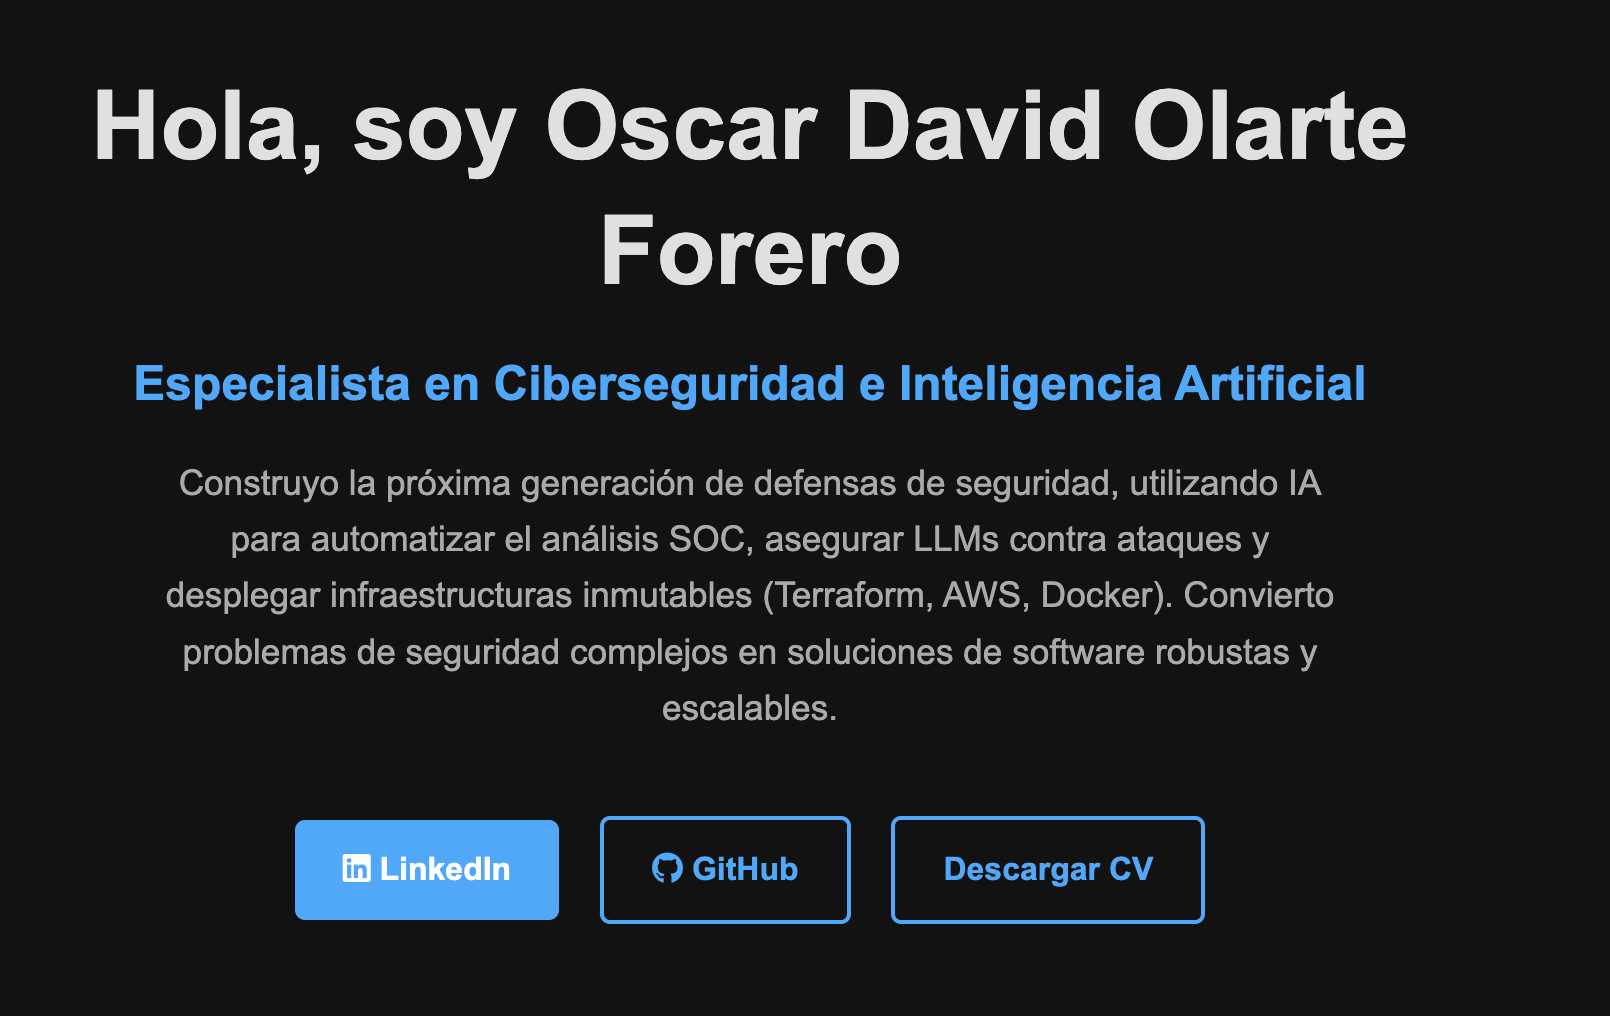 Hola, soy Oscar David Olarte
Forero
Especialista en Ciberseguridad e Inteligencia Artificial
Construyo la próxima generación de defensas de seguridad, utilizando IA
para automatizar el análisis SOC, asegurar LLMs contra ataques y
desplegar infraestructuras inmutables (Terraform, AWS, Docker). Convierto
problemas de seguridad complejos en soluciones de software robustas y
escalables.
LinkedIn
GitHub
Descargar CV